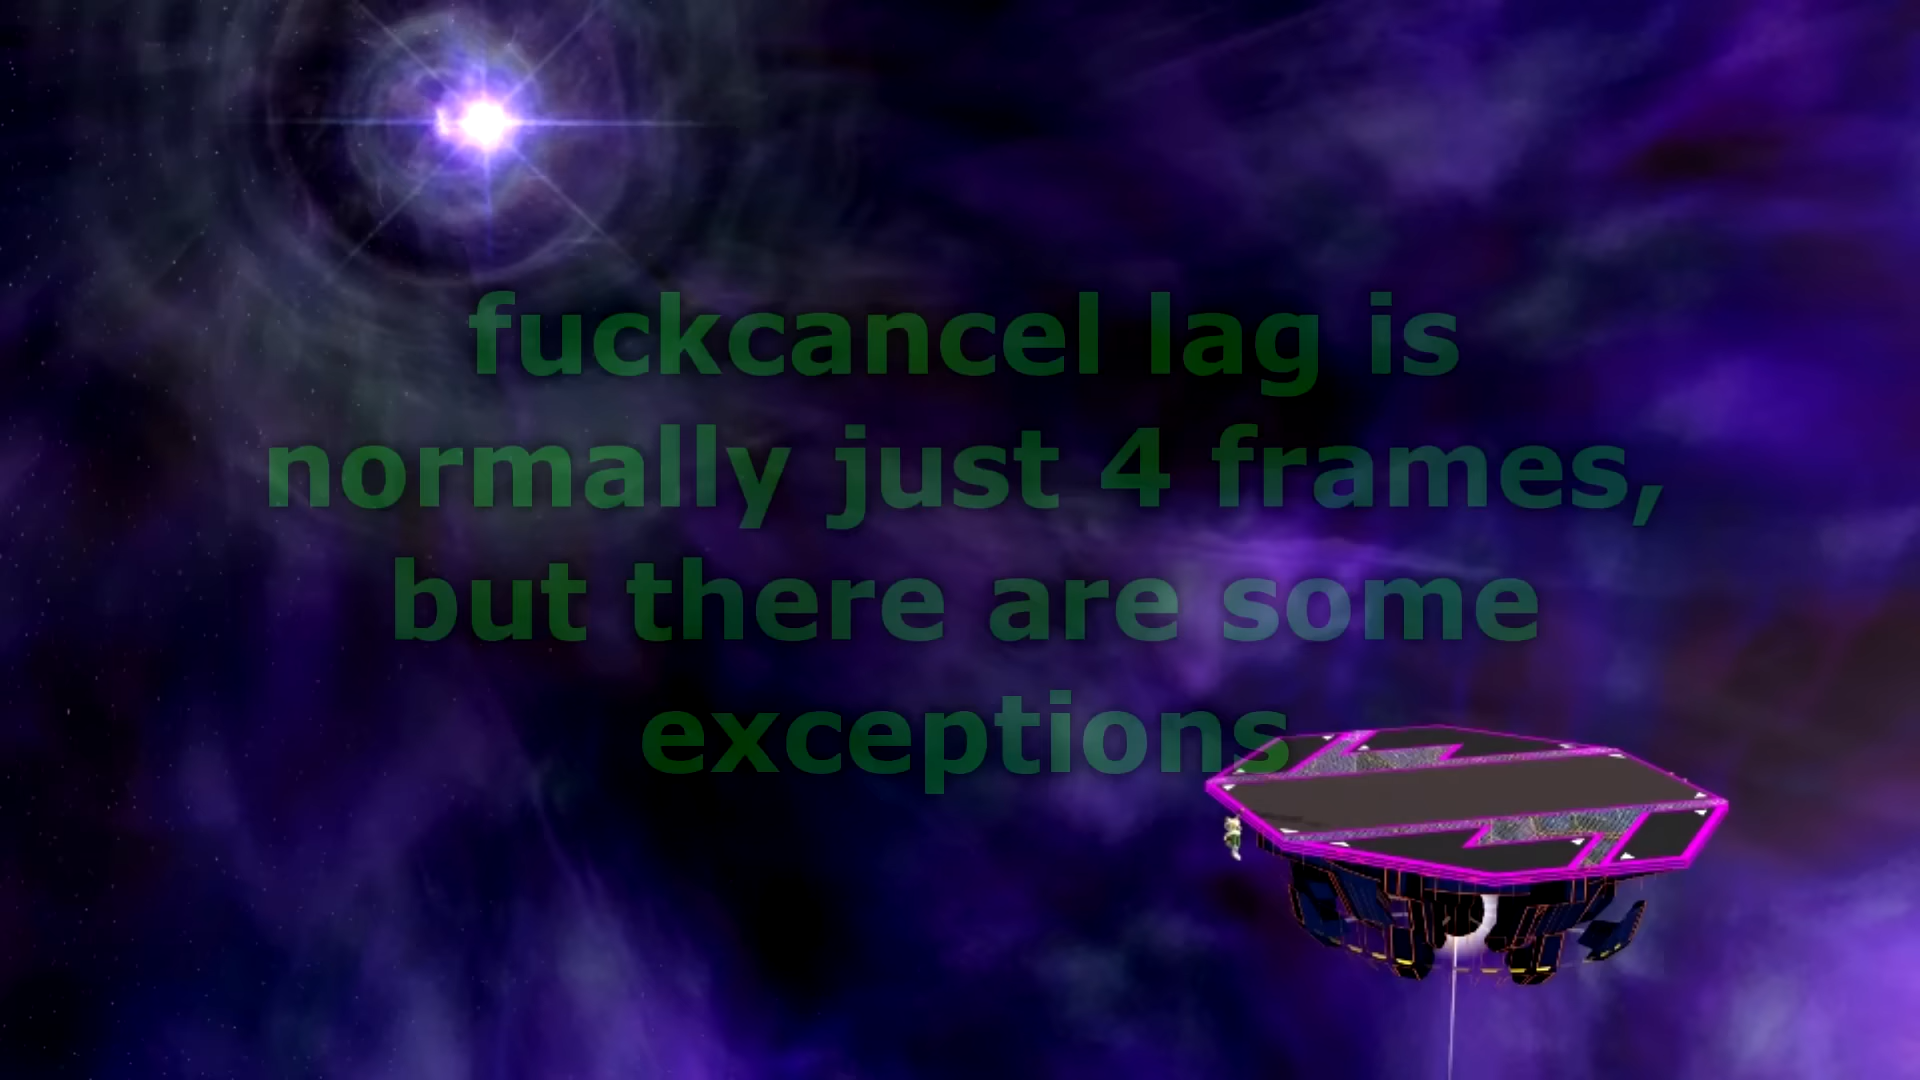 fuckcancel lag is
normally just 4 frames,
but there are some
exceptions